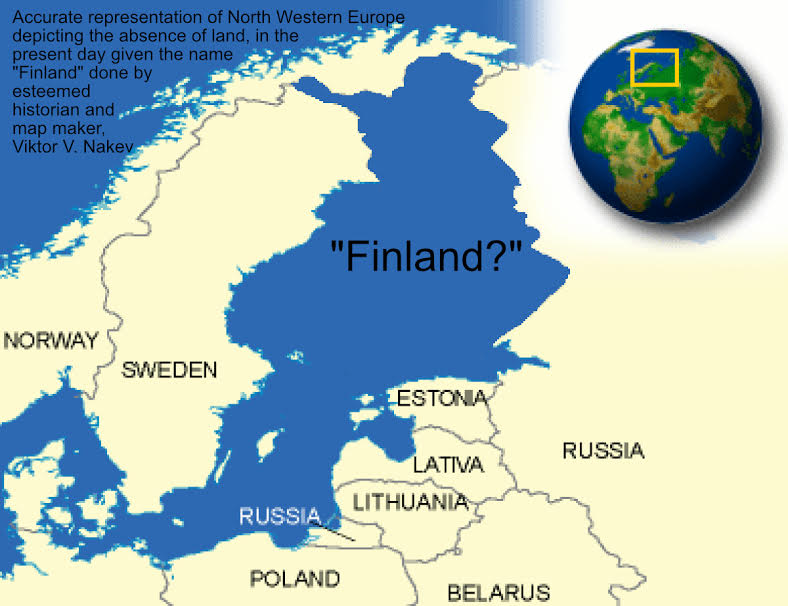 Accurate representation of North Western Europe
depicting the absence of land, in the
present day given the name
"Finland" done by
esteemed
historian and
map maker,
Viktor V. Nakev
"Finland?"
NORWAY
SWEDEN
ESTONIA
RUSSIA
LATIVA
LITHUANIA
RUSSIA
POLAND
BELARUS